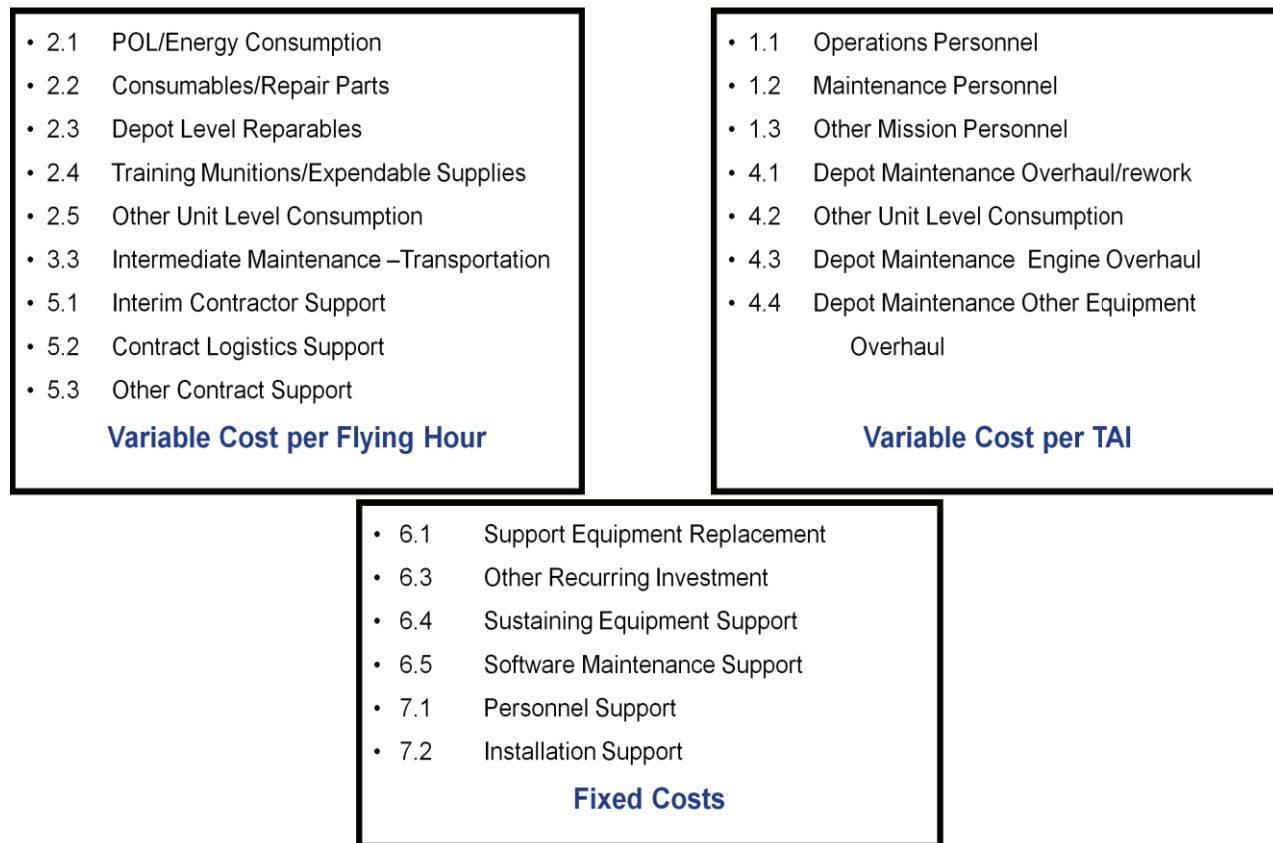 • 2.1 POL/Energy Consumption
• 2.2 Consumables/Repair Parts
• 2.3 Depot Level Reparables
• 2.4 Training Munitions/Expendable Supplies
• 2.5 Other Unit Level Consumption
• 3.3 Intermediate Maintenance –Transportation
• 5.1 Interim Contractor Support
• 5.2 Contract Logistics Support
• 5.3 Other Contract Support
Variable Cost per Flying Hour
• 1.1 Operations Personnel
• 1.2 Maintenance Personnel
• 1.3 Other Mission Personnel
• 4.1 Depot Maintenance Overhaul/rework
• 4.2 Other Unit Level Consumption
• 4.3 Depot Maintenance Engine Overhaul
• 4.4 Depot Maintenance Other Equipment
Overhaul
Variable Cost per TAI
• 6.1 Support Equipment Replacement
• 6.3 Other Recurring Investment
• 6.4 Sustaining Equipment Support
• 6.5 Software Maintenance Support
• 7.1 Personnel Support
• 7.2 Installation Support
Fixed Costs